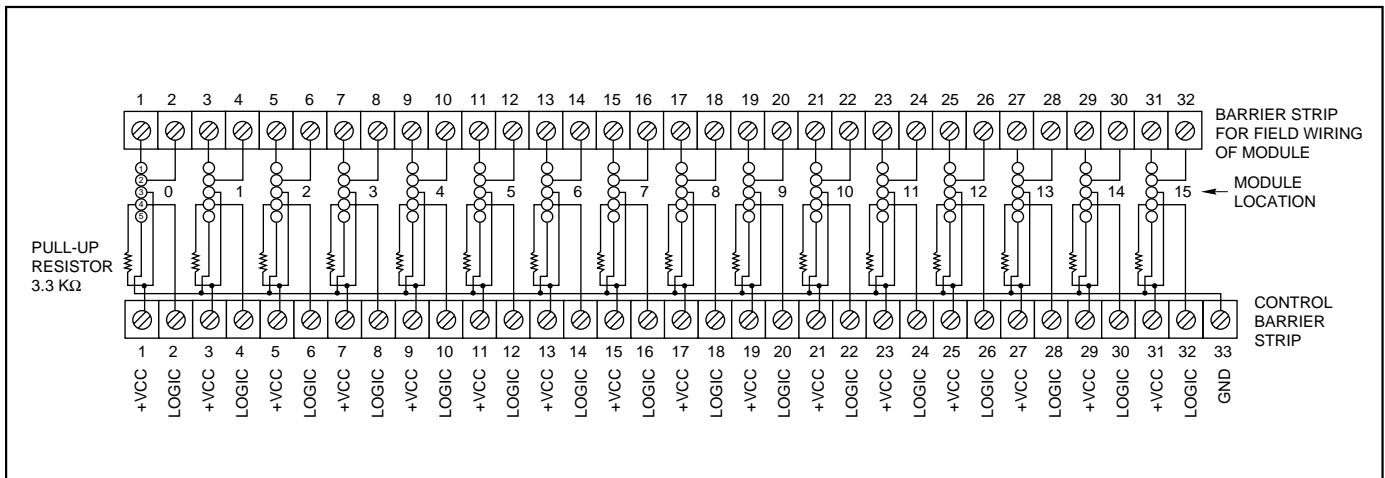 1 2 3 4 5 6 7 8 9 10 11 12 13 14 15 16 17 18 19 20 21 22 23 24 25 26 27 28 29 30 31 32
BARRIER STRIP
FOR FIELD WIRING
OF MODULE
1
2
3
4
5
0 1 2 3 4 5 6 7 8 9 10 11 12 13 14 15
MODULE
LOCATION
PULL-UP
RESISTOR
3.3 KΩ
CONTROL
BARRIER
STRIP
1 2 3 4 5 6 7 8 9 10 11 12 13 14 15 16 17 18 19 20 21 22 23 24 25 26 27 28 29 30 31 32 33
+VCC LOGIC +VCC LOGIC +VCC LOGIC +VCC LOGIC +VCC LOGIC +VCC LOGIC +VCC LOGIC +VCC LOGIC +VCC LOGIC +VCC LOGIC +VCC LOGIC +VCC LOGIC +VCC LOGIC +VCC LOGIC +VCC LOGIC +VCC LOGIC GND